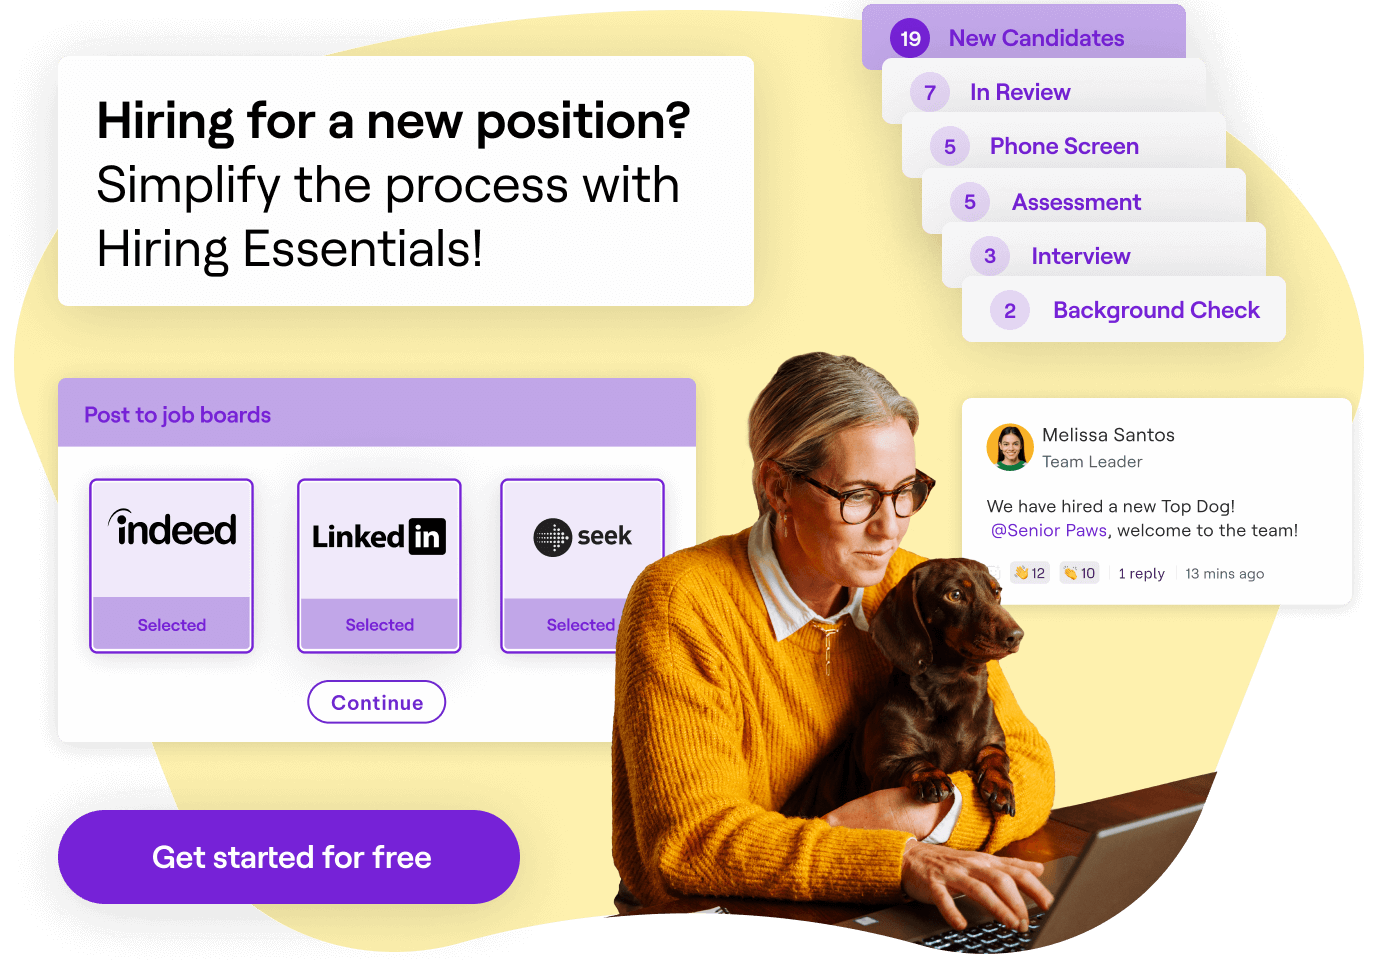 Hiring for a new position?
Simplify the process with
Hiring Essentials!
19 New Candidates
7 In Review
5 Phone Screen
5 Assessment
3 Interview
2 Background Check
Post to job boards
indeed
Selected
LinkedIn
Selected
seek
Selected
Continue
Melissa Santos
Team Leader
We have hired a new Top Dog!
@Senior Paws, welcome to the team!
12 10 1 reply 13 mins ago
Get started for free